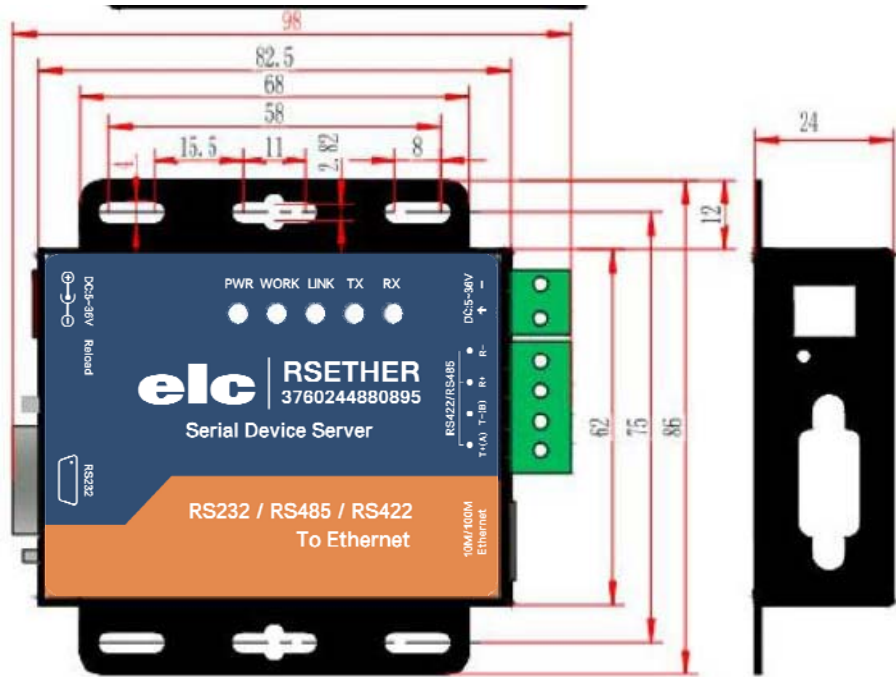 98
82.5
68
58
15.5
11
2.82
8
4
24
12
PWR WORK LINK TX RX
DC:5~36V
Reload
DC:5~36V
+ −
elc
RSETHER
3760244880895
Serial Device Server
RS422/RS485
R−
R+
T-(B)
T+(A)
RS232
RS232 / RS485 / RS422
To Ethernet
10M/100M
Ethernet
62
75
86